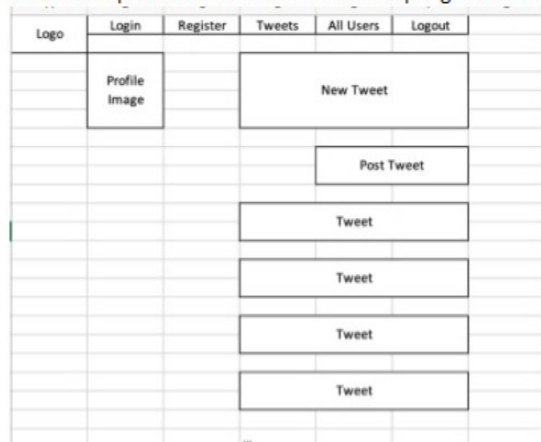 Login Register Tweets All Users Logout
Logo
Profile
Image
New Tweet
Post Tweet
Tweet
Tweet
Tweet
Tweet